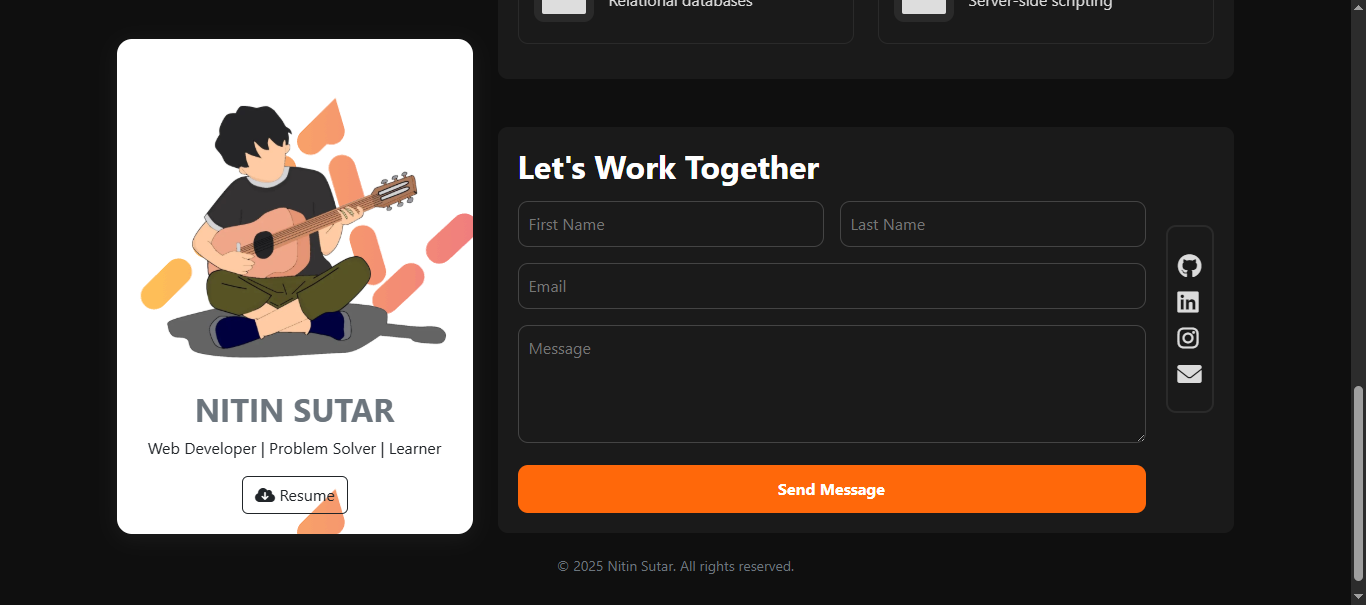 Relational databases
Server-side scripting
NITIN SUTAR
Web Developer | Problem Solver | Learner
Resume
Let's Work Together
First Name
Last Name
Email
Message
Send Message
© 2025 Nitin Sutar. All rights reserved.